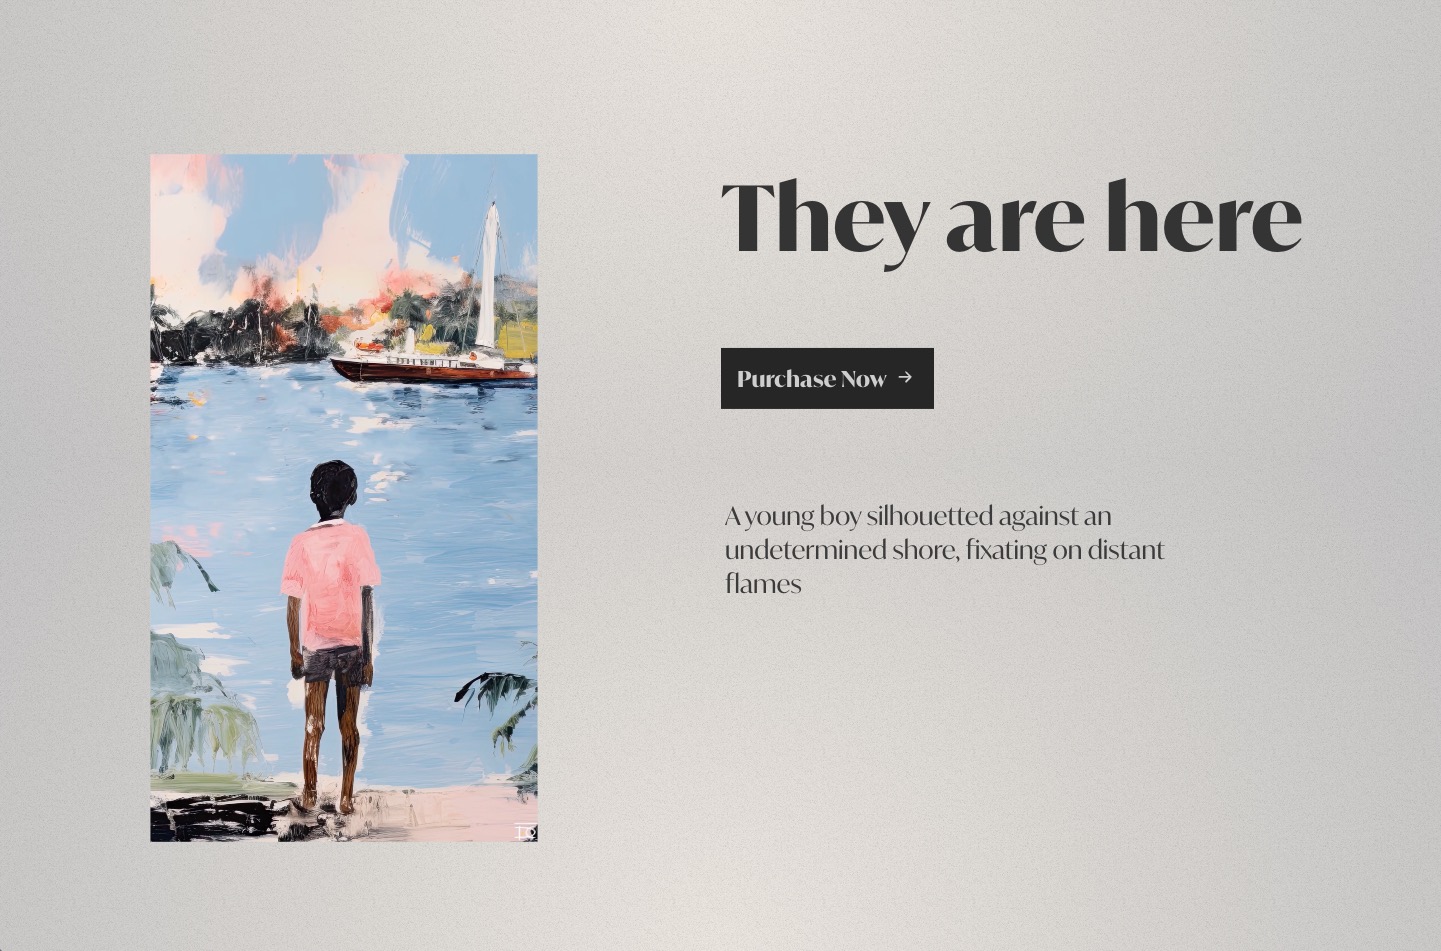 They are here
Purchase Now →
A young boy silhouetted against an
undetermined shore, fixating on distant
flames